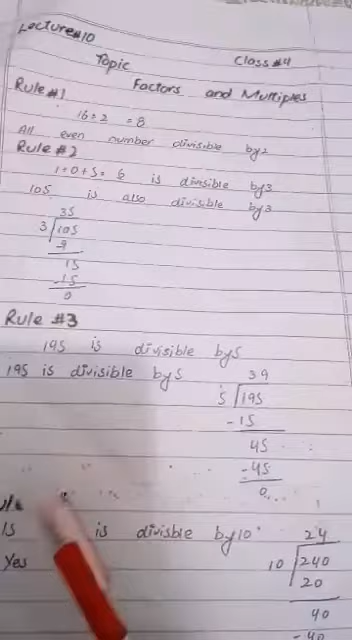 Lecture#10
Class #4
Topic
Factors and Multiples
Rule#1
16÷2 = 8
All even number divisible by2
Rule #2
1+0+5= 6 is divisible by3
105 is also divisible by3
35
3 105
9
15
-15
0
Rule #3
195 is divisible by5
195 is divisible by5
39
5 195
-15
45
-45
0
Is is divisble by10
Yes
24
10 240
20
40
-40